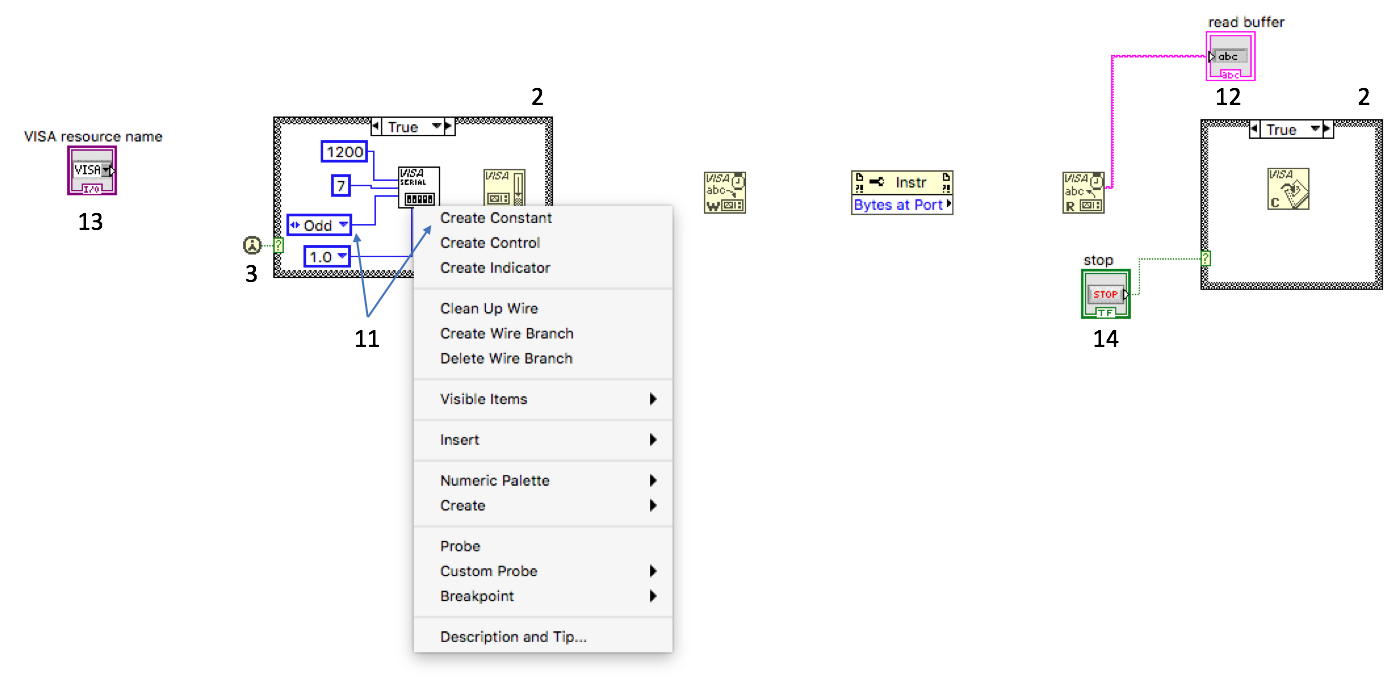 read buffer
abc
abc
12
2
2
VISA resource name
VISA
I/O
13
True
1200
VISA
SERIAL
7
Odd
1.0
VISA
3
?
11
Create Constant
Create Control
Create Indicator
Clean Up Wire
Create Wire Branch
Delete Wire Branch
Visible Items
Insert
Numeric Palette
Create
Probe
Custom Probe
Breakpoint
Description and Tip...
VISA
abc
W
Instr
?!
?!
Bytes at Port
VISA
abc
R
True
VISA
C
?
stop
STOP
TF
14